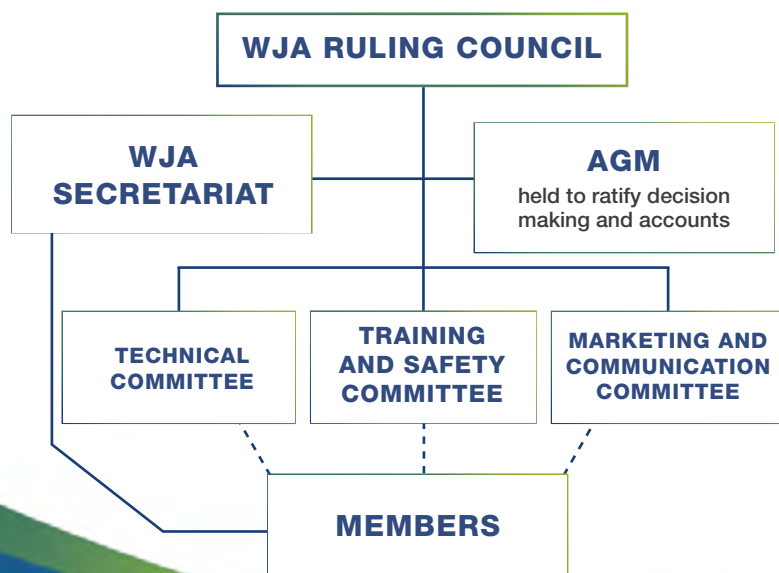 WJA RULING COUNCIL
WJA
SECRETARIAT
AGM
held to ratify decision
making and accounts
TECHNICAL
COMMITTEE
TRAINING
AND SAFETY
COMMITTEE
MARKETING AND
COMMUNICATION
COMMITTEE
MEMBERS